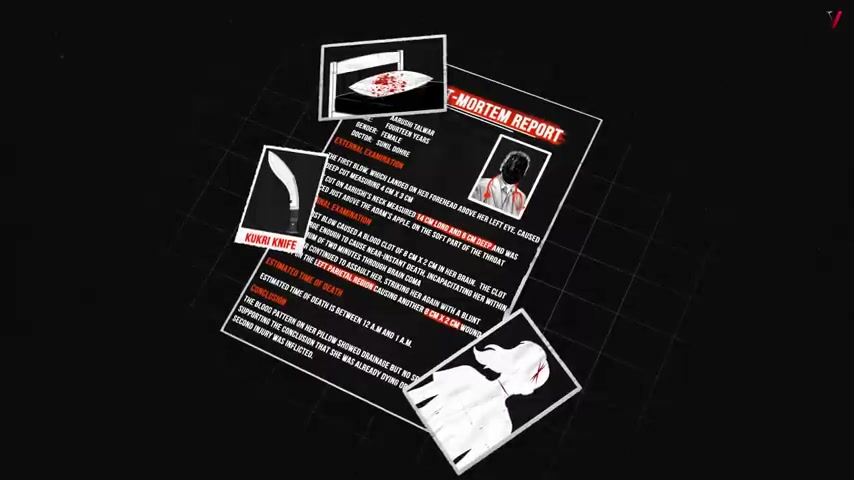 T-MORTEM REPORT
AARUSHI TALWAR
FOURTEEN YEARS
GENDER: FEMALE
DOCTOR: SUNIL DOHRE
EXTERNAL EXAMINATION
THE FIRST BLOW, WHICH LANDED ON HER FOREHEAD ABOVE HER LEFT EYE, CAUSED
DEEP CUT MEASURING 4 CM X 3 CM
CUT ON AARUSHI'S NECK MEASURED 14 CM LONG AND 6 CM DEEP AND WAS
CED JUST ABOVE THE ADAM'S APPLE, ON THE SOFT PART OF THE THROAT
NAL EXAMINATION
ST BLOW CAUSED A BLOOD CLOT OF 8 CM X 2 CM IN HER BRAIN. THE CLOT
ENOUGH TO CAUSE NEAR-INSTANT DEATH, INCAPACITATING HER WITHIN
UM OF TWO MINUTES THROUGH BRAIN COMA
CONTINUED TO ASSAULT HER, STRIKING HER AGAIN WITH A BLUNT
ON THE LEFT PARIETAL REGION CAUSING ANOTHER 8 CM X 2 CM WOUND
ESTIMATED TIME OF DEATH
ESTIMATED TIME OF DEATH IS BETWEEN 12 A.M AND 1 A.M.
CONCLUSION
THE BLOOD PATTERN ON HER PILLOW SHOWED DRAINAGE BUT NO
SUPPORTING THE CONCLUSION THAT SHE WAS ALREADY DYING
SECOND INJURY WAS INFLICTED.
KUKRI KNIFE